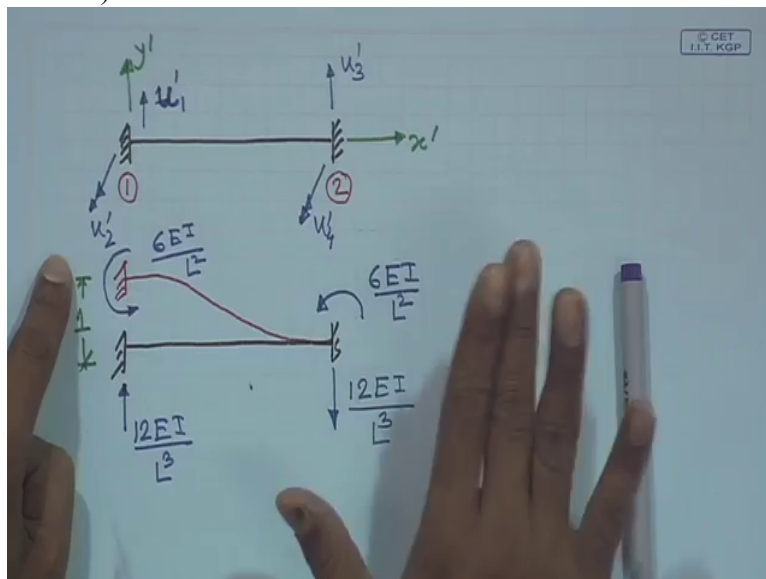 © CET
I.I.T. KGP
y'
u'₁
u'₃
x'
①
②
u'₂
u'₄
6EI
L²
6EI
L²
1
12EI
L³
12EI
L³